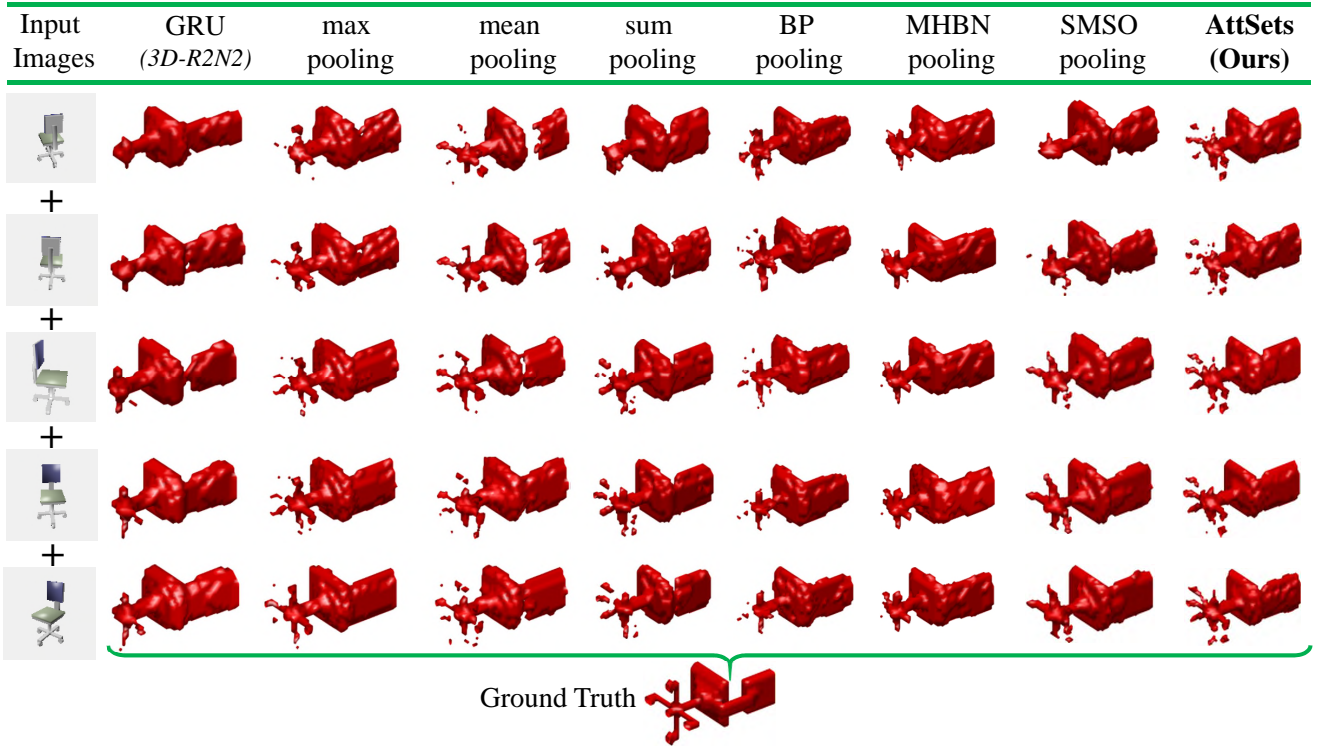 Input GRU max mean sum BP MHBN SMSO AttSets
Images (3D-R2N2) pooling pooling pooling pooling pooling pooling (Ours)
+
+
+
+
Ground Truth